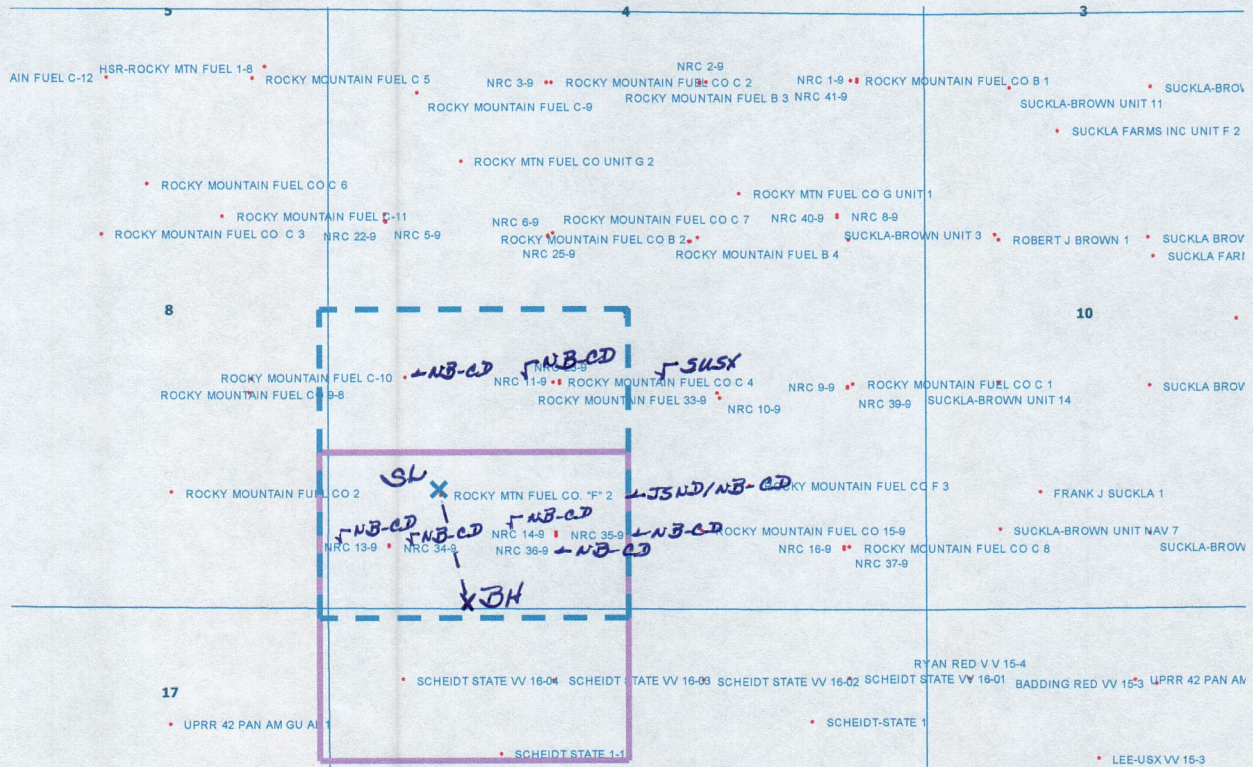 5 4 3
HSR-ROCKY MTN FUEL 1-8
AIN FUEL C-12
ROCKY MOUNTAIN FUEL C 5
ROCKY MOUNTAIN FUEL C-9
NRC 2-9
NRC 3-9
ROCKY MOUNTAIN FUEL CO C 2
ROCKY MOUNTAIN FUEL B 3
NRC 1-9
NRC 41-9
ROCKY MOUNTAIN FUEL CO B 1
SUCKLA-BROWN UNIT 11
SUCKLA-BROW
SUCKLA FARMS INC UNIT F 2
ROCKY MTN FUEL CO UNIT G 2
ROCKY MOUNTAIN FUEL CO C 6
ROCKY MTN FUEL CO G UNIT 1
ROCKY MOUNTAIN FUEL C-11
ROCKY MOUNTAIN FUEL CO C 3
NRC 22-9
NRC 5-9
NRC 6-9
ROCKY MOUNTAIN FUEL CO C 7
ROCKY MOUNTAIN FUEL CO B 2
NRC 25-9
ROCKY MOUNTAIN FUEL B 4
NRC 40-9
NRC 8-9
SUCKLA-BROWN UNIT 3
ROBERT J BROWN 1
SUCKLA BROW
SUCKLA FARM
8 10
NB-CD
NB-CD
SUSX
ROCKY MOUNTAIN FUEL C-10
ROCKY MOUNTAIN FUEL CO 9-8
NRC 11-9
ROCKY MOUNTAIN FUEL CO C 4
ROCKY MOUNTAIN FUEL 33-9
NRC 10-9
NRC 9-9
ROCKY MOUNTAIN FUEL CO C 1
NRC 39-9
SUCKLA-BROWN UNIT 14
SUCKLA BROW
SL
ROCKY MOUNTAIN FUEL CO 2
ROCKY MTN FUEL CO. "F" 2
JSND/NB-CD
ROCKY MOUNTAIN FUEL CO F 3
FRANK J SUCKLA 1
NB-CD
NB-CD
NB-CD
NRC 13-9
NRC 34-9
NRC 14-9
NRC 35-9
NB-CD
NRC 36-9
NB-CD
ROCKY MOUNTAIN FUEL CO 15-9
NRC 16-9
ROCKY MOUNTAIN FUEL CO C 8
NRC 37-9
SUCKLA-BROWN UNIT NAV 7
SUCKLA-BROW
BH
17
SCHEIDT STATE VV 16-04
SCHEIDT STATE VV 16-03
SCHEIDT STATE VV 16-02
SCHEIDT STATE VV 16-01
RYAN RED V V 15-4
BADDING RED VV 15-3
UPRR 42 PAN AM
UPRR 42 PAN AM GU A 1
SCHEIDT-STATE 1
SCHEIDT STATE 1-1
LEE-USX VV 15-3